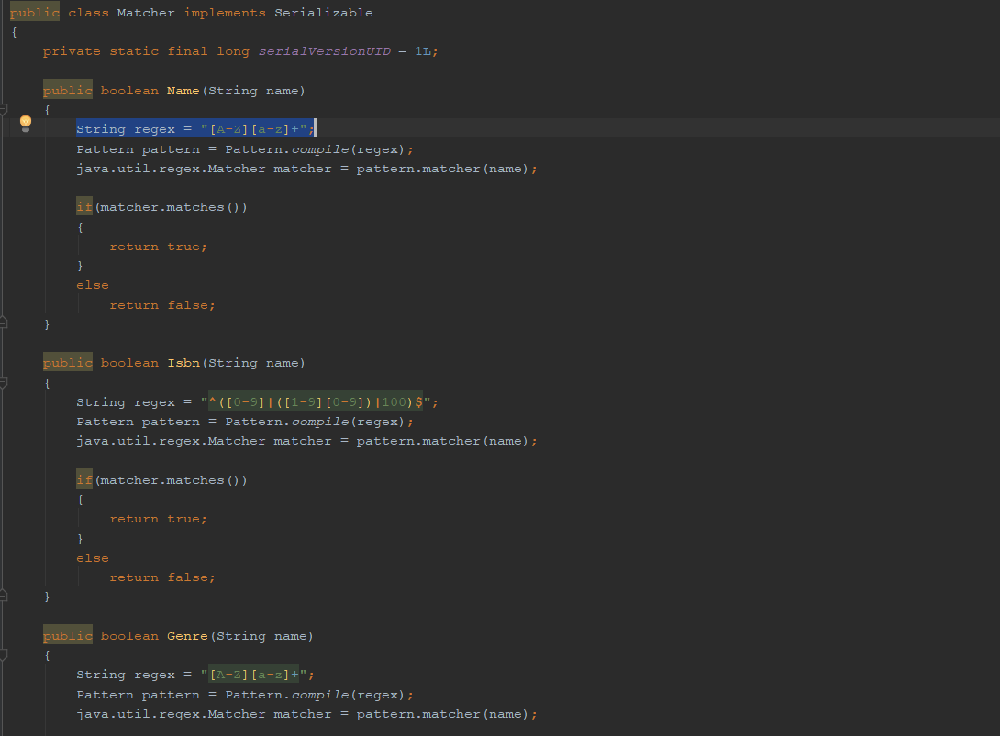 public class Matcher implements Serializable
{
    private static final long serialVersionUID = 1L;
    public boolean Name(String name)
    {
        String regex = "[A-Z][a-z]+";
        Pattern pattern = Pattern.compile(regex);
        java.util.regex.Matcher matcher = pattern.matcher(name);
        if(matcher.matches())
        {
            return true;
        }
        else
            return false;
    }
    public boolean Isbn(String name)
    {
        String regex = "^([0-9]|([1-9][0-9])|100)$";
        Pattern pattern = Pattern.compile(regex);
        java.util.regex.Matcher matcher = pattern.matcher(name);
        if(matcher.matches())
        {
            return true;
        }
        else
            return false;
    }
    public boolean Genre(String name)
    {
        String regex = "[A-Z][a-z]+";
        Pattern pattern = Pattern.compile(regex);
        java.util.regex.Matcher matcher = pattern.matcher(name);